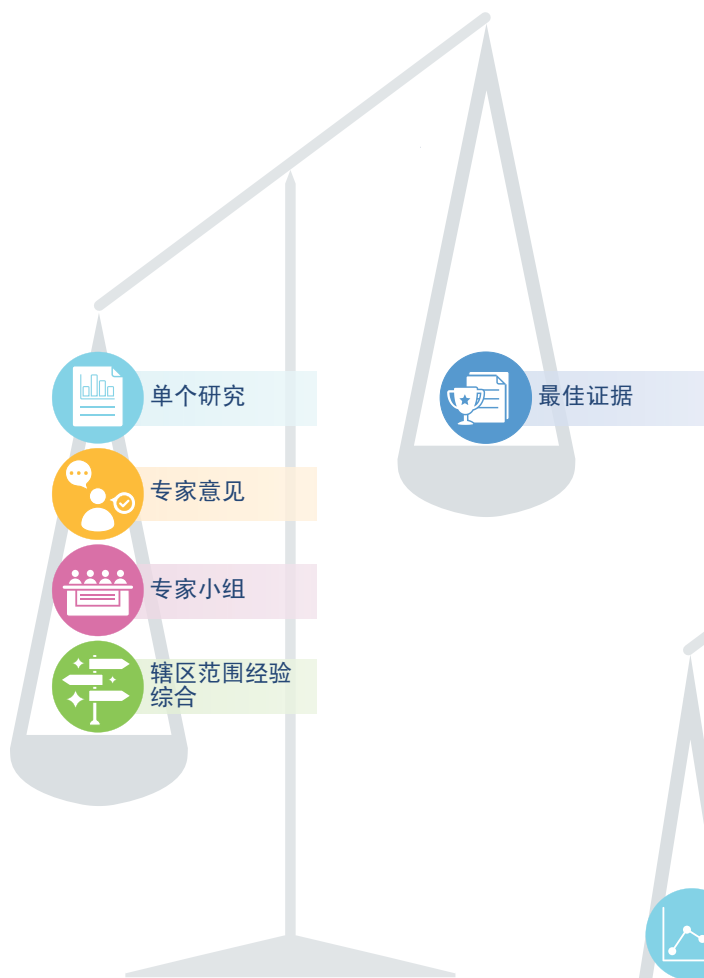 单个研究
最佳证据
专家意见
专家小组
辖区范围经验
综合